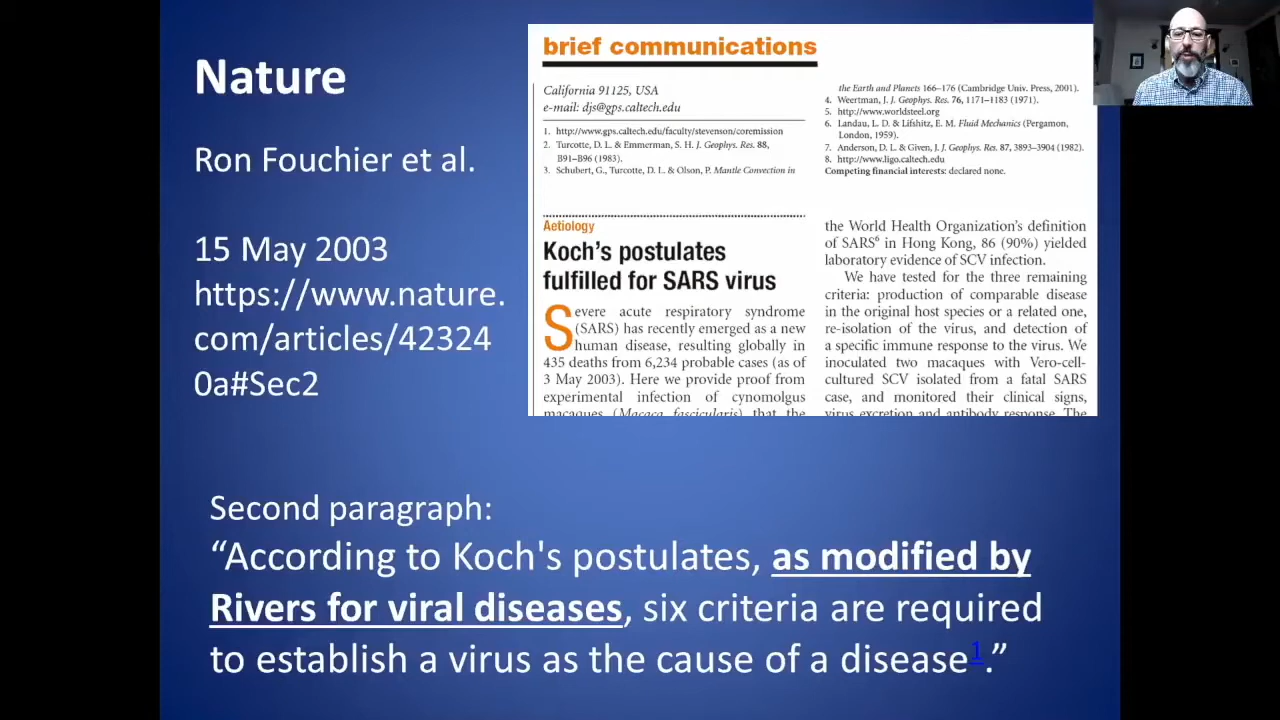 Nature
Ron Fouchier et al.
15 May 2003
https://www.nature.
com/articles/42324
0a#Sec2
brief communications
California 91125, USA
e-mail: djs@gps.caltech.edu
1. http://www.gps.caltech.edu/faculty/stevenson/coremission
2. Turcotte, D. L. & Emmerman, S. H. J. Geophys. Res. 88,
B91–B96 (1983).
3. Schubert, G., Turcotte, D. L. & Olson, P. Mantle Convection in
the Earth and Planets 166–176 (Cambridge Univ. Press, 2001).
4. Weertman, J. J. Geophys. Res. 76, 1171–1183 (1971).
5. http://www.worldsteel.org
6. Landau, L. D. & Lifshitz, E. M. Fluid Mechanics (Pergamon,
London, 1959).
7. Anderson, D. L. & Given, J. J. Geophys. Res. 87, 3893–3904 (1982).
8. http://www.ligo.caltech.edu
Competing financial interests: declared none.
Aetiology
Koch's postulates
fulfilled for SARS virus
Severe acute respiratory syndrome
(SARS) has recently emerged as a new
human disease, resulting globally in
435 deaths from 6,234 probable cases (as of
3 May 2003). Here we provide proof from
experimental infection of cynomolgus
macaques (Macaca fascicularis) that the
the World Health Organization's definition
of SARS6 in Hong Kong, 86 (90%) yielded
laboratory evidence of SCV infection.
We have tested for the three remaining
criteria: production of comparable disease
in the original host species or a related one,
re-isolation of the virus, and detection of
a specific immune response to the virus. We
inoculated two macaques with Vero-cell-
cultured SCV isolated from a fatal SARS
case, and monitored their clinical signs,
virus excretion and antibody response. The
Second paragraph:
“According to Koch's postulates, as modified by
Rivers for viral diseases, six criteria are required
to establish a virus as the cause of a disease1.”